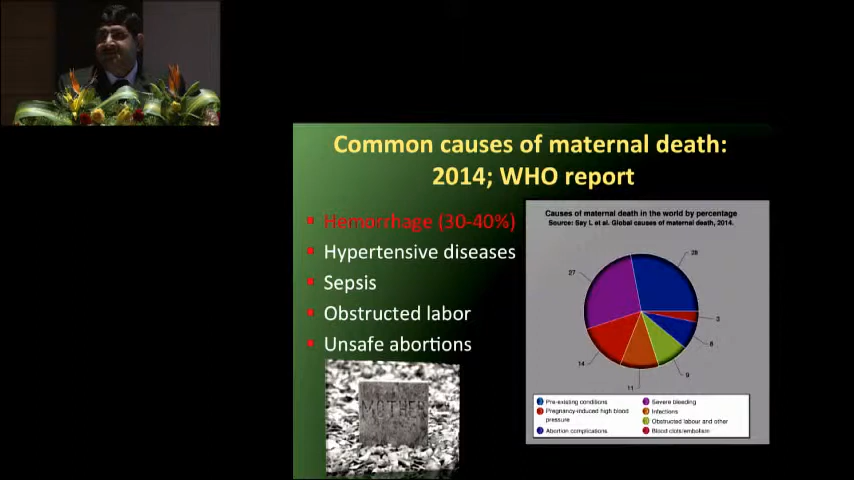 Common causes of maternal death:
2014; WHO report
Hemorrhage (30-40%)
Hypertensive diseases
Sepsis
Obstructed labor
Unsafe abortions
MOTHER
Causes of maternal death in the world by percentage
Source: Say L et al. Global causes of maternal death, 2014.
28
27
3
8
14
9
11
Pre-existing conditions
Severe bleeding
Pregnancy-induced high blood
pressure
Infections
Obstructed labour and other
Abortion complications
Blood clots/embolism